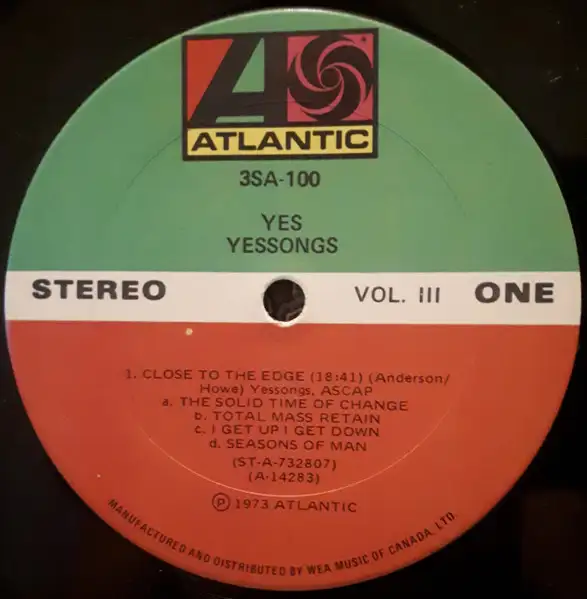 ATLANTIC
3SA-100
YES
YESSONGS
STEREO
VOL. III ONE
1. CLOSE TO THE EDGE (18:41) (Anderson/
Howe) Yessongs, ASCAP
a. THE SOLID TIME OF CHANGE
b. TOTAL MASS RETAIN
c. I GET UP I GET DOWN
d. SEASONS OF MAN
(ST-A-732807)
(A-14283)
Ⓟ 1973 ATLANTIC
MANUFACTURED AND DISTRIBUTED BY WEA MUSIC OF CANADA, LTD.